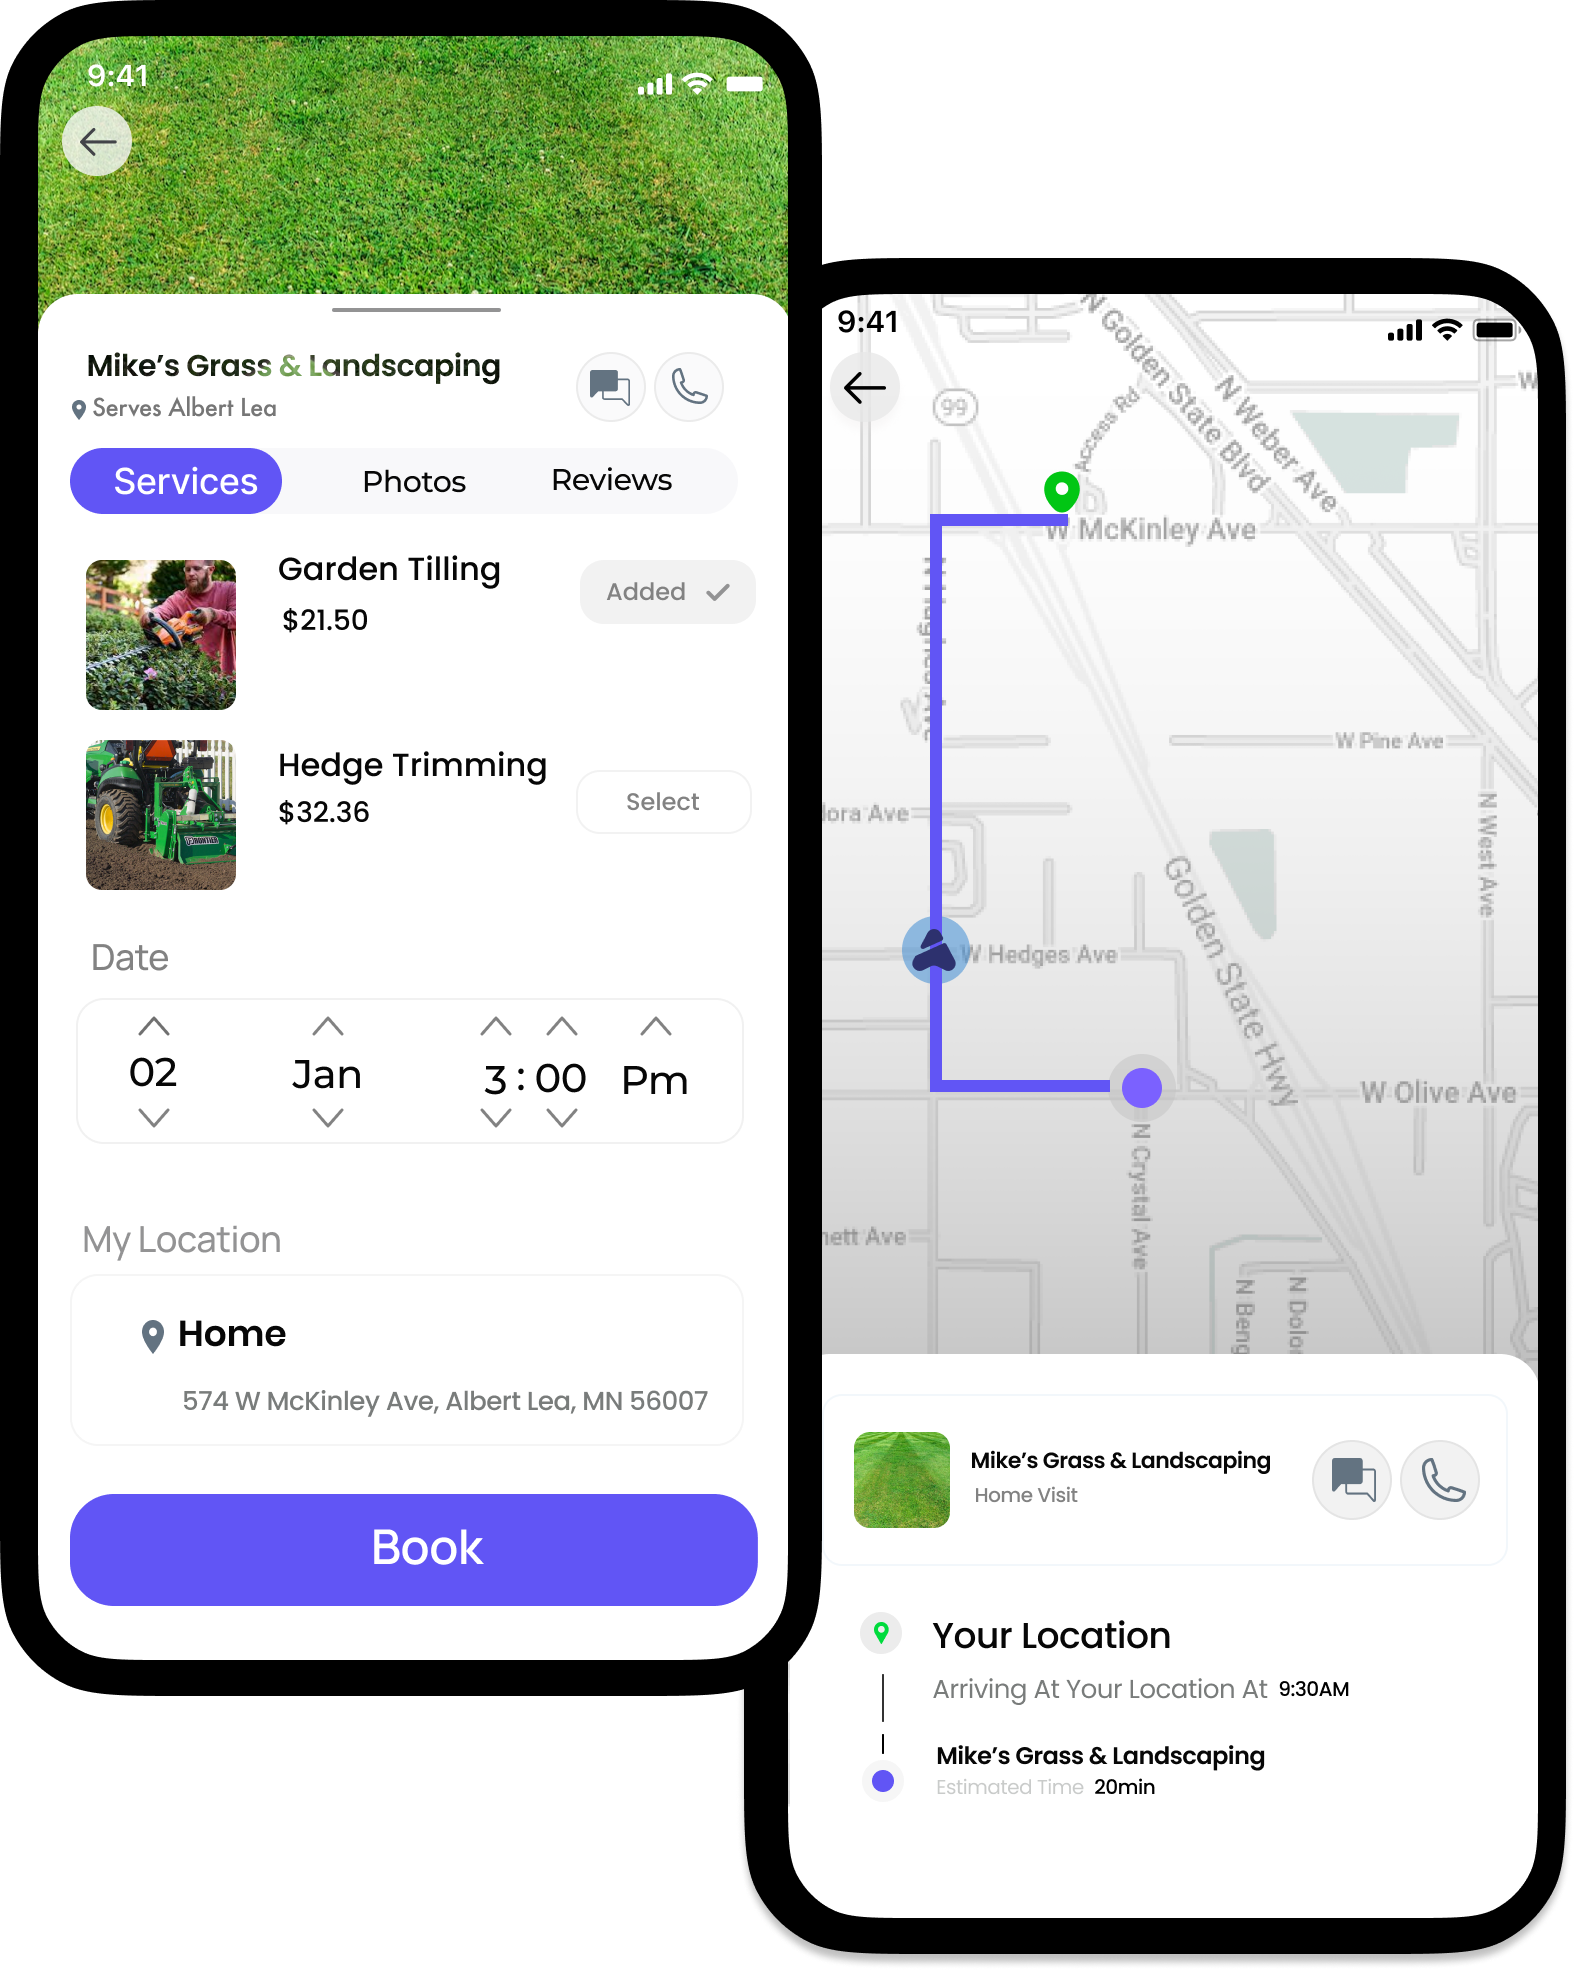 9:41
Mike's Grass & Landscaping
Serves Albert Lea
Services
Photos
Reviews
Garden Tilling
$21.50
Added
Hedge Trimming
$32.36
Select
FRONTIER
Date
02
Jan
3 : 00
Pm
My Location
Home
574 W McKinley Ave, Albert Lea, MN 56007
Book
9:41
99
N Golden State Blvd
N Weber Ave
Access Rd
W
W McKinley Ave
W Pine Ave
lora Ave
N West Ave
Golden State Hwy
W Hedges Ave
W Olive Ave
N Crystal Ave
nett Ave
N Beng
N Dolor
Mike's Grass & Landscaping
Home Visit
Your Location
Arriving At Your Location At 9:30AM
Mike's Grass & Landscaping
Estimated Time 20min